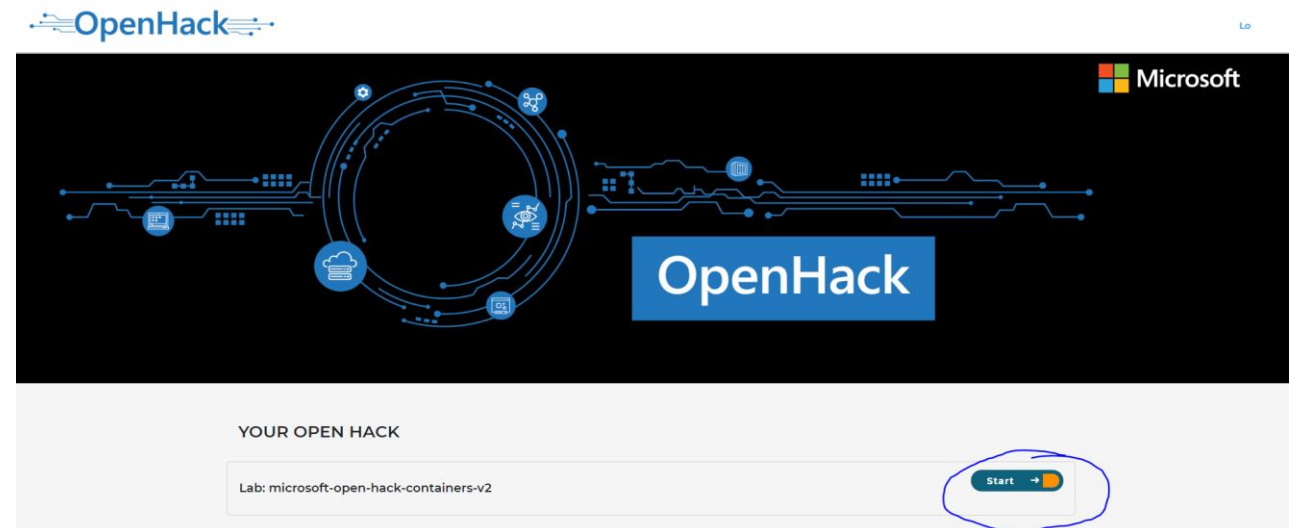 OpenHack
Lo
Microsoft
OpenHack
YOUR OPEN HACK
Lab: microsoft-open-hack-containers-v2
Start →